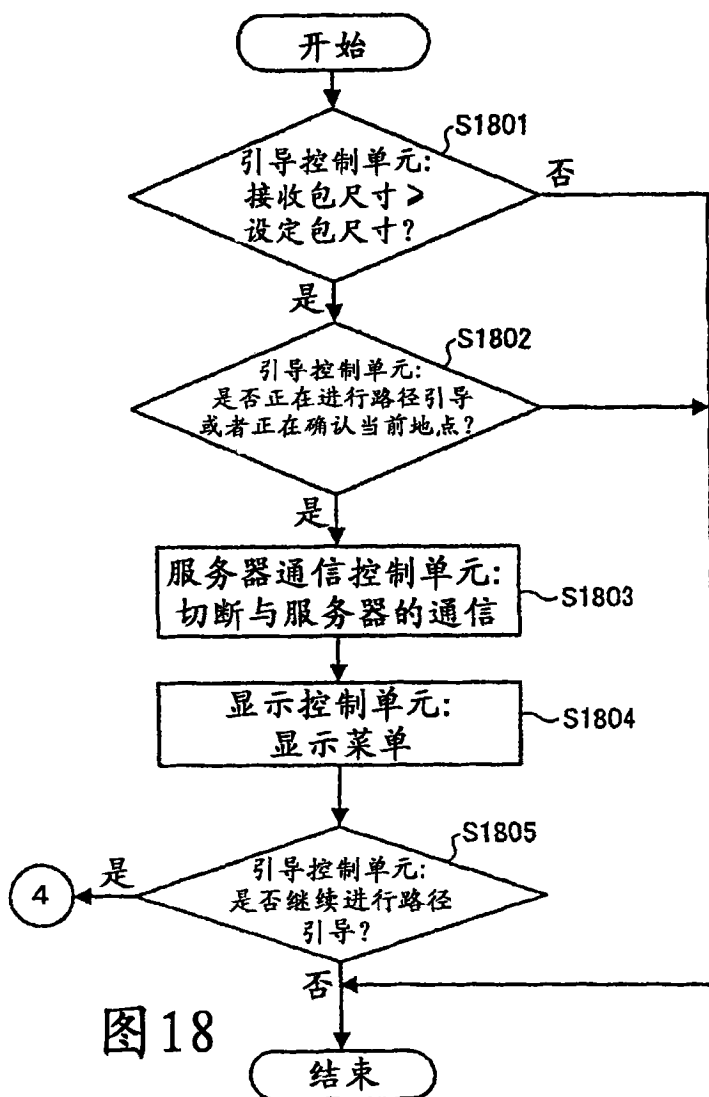 开始
S1801
引导控制单元:
接收包尺寸≥
设定包尺寸?
否
是
S1802
引导控制单元:
是否正在进行路径引导
或者正在确认当前地点?
是
服务器通信控制单元:
切断与服务器的通信
S1803
显示控制单元:
显示菜单
S1804
S1805
引导控制单元:
是否继续进行路径
引导?
是
4
否
图18
结束